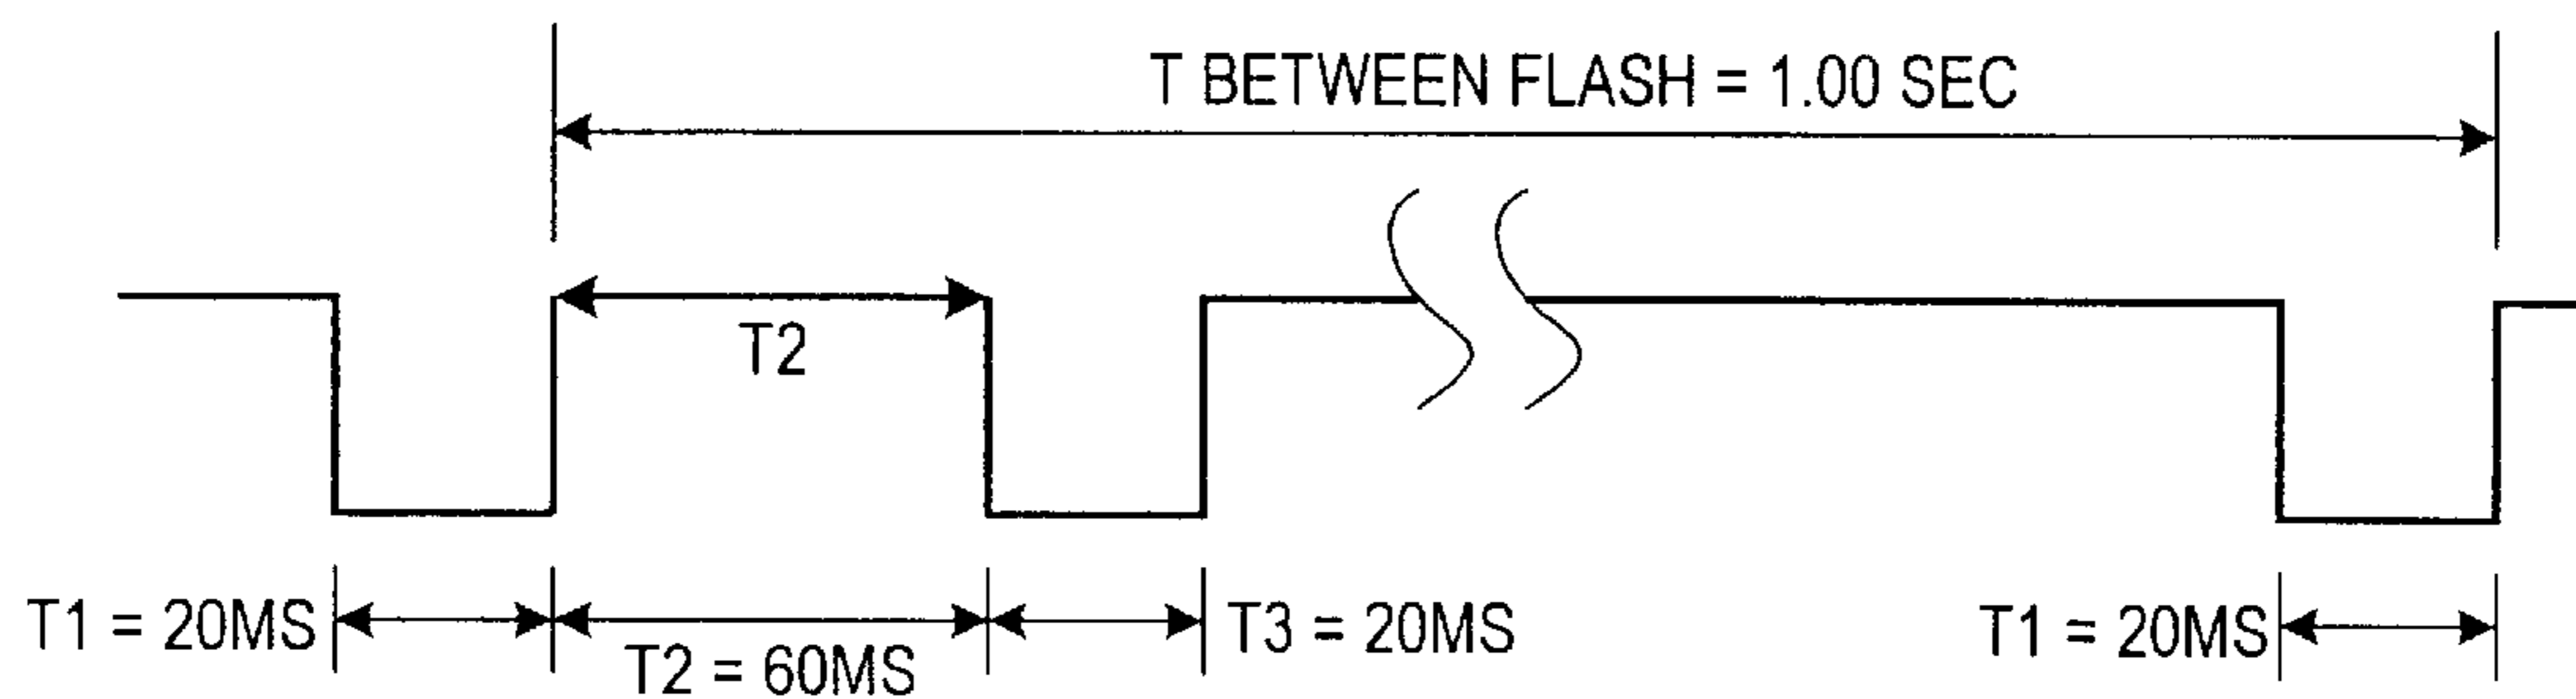 T BETWEEN FLASH = 1.00 SEC
T2
T1 = 20MS
T2 = 60MS
T3 = 20MS
T1 = 20MS